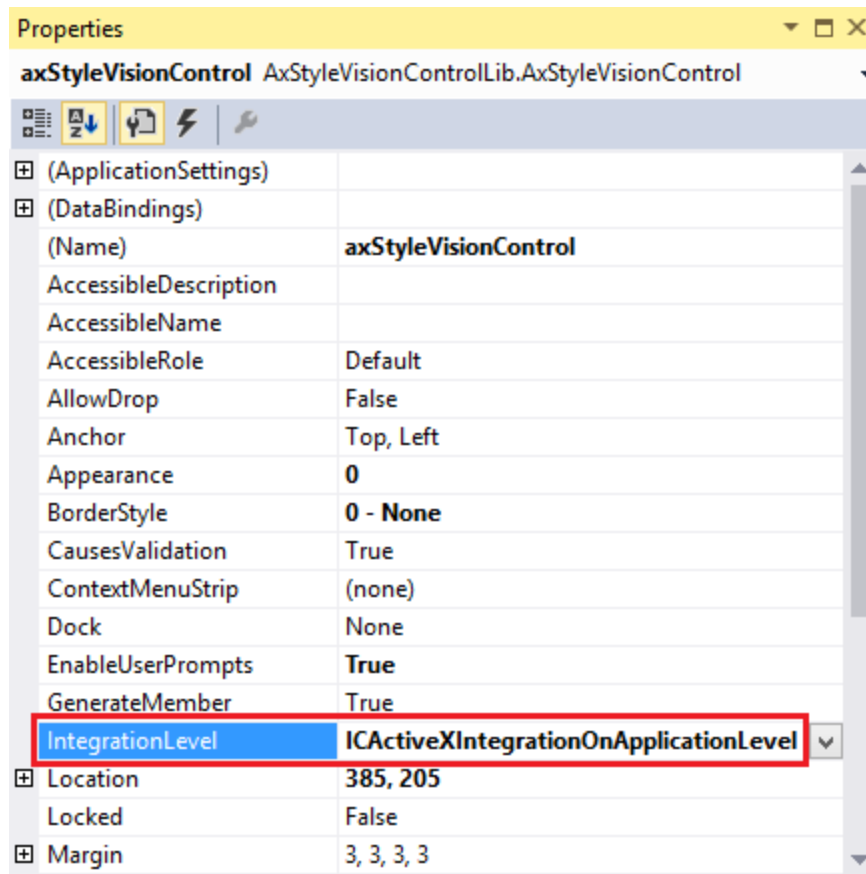 Properties
axStyleVisionControl AxStyleVisionControlLib.AxStyleVisionControl
(ApplicationSettings)
(DataBindings)
(Name) axStyleVisionControl
AccessibleDescription
AccessibleName
AccessibleRole Default
AllowDrop False
Anchor Top, Left
Appearance 0
BorderStyle 0 - None
CausesValidation True
ContextMenuStrip (none)
Dock None
EnableUserPrompts True
GenerateMember True
IntegrationLevel ICActiveXIntegrationOnApplicationLevel
Location 385, 205
Locked False
Margin 3, 3, 3, 3